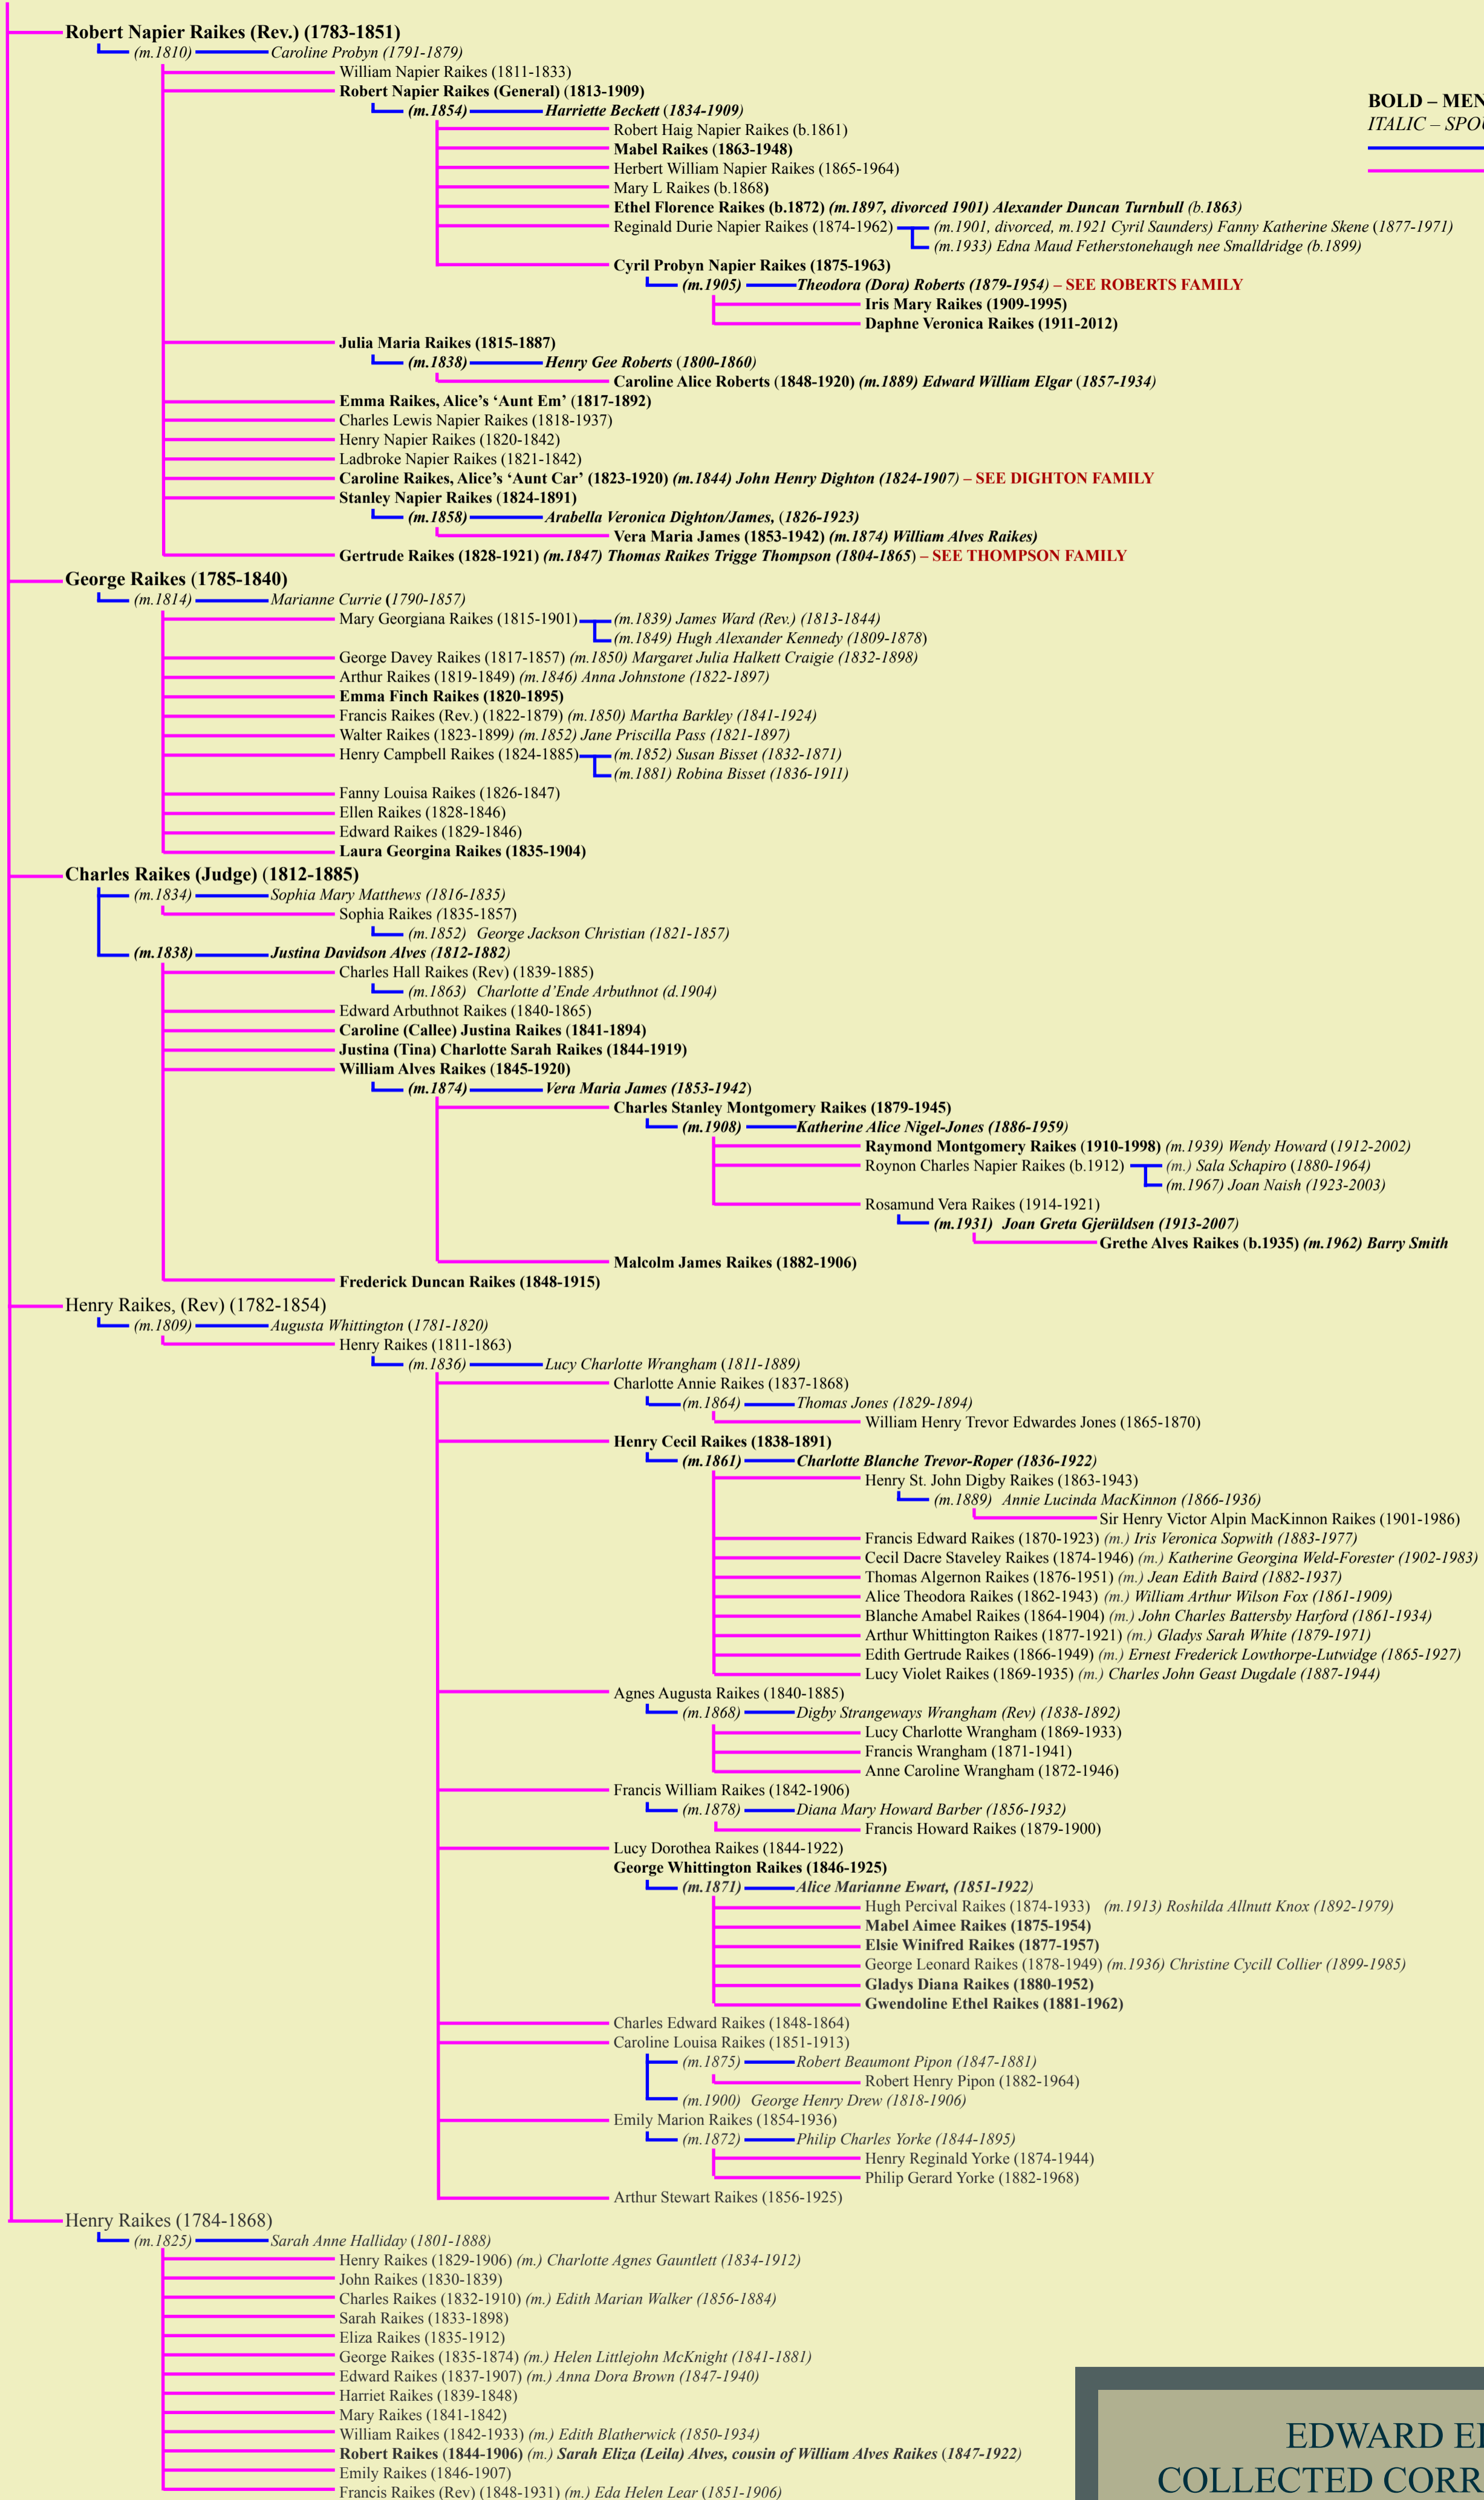 Robert Napier Raikes (Rev.) (1783-1851)
(m.1810) Caroline Probyn (1791-1879)
William Napier Raikes (1811-1833)
Robert Napier Raikes (General) (1813-1909)
BOLD – MEN
(m.1854) Harriette Beckett (1834-1909)
ITALIC – SPO
Robert Haig Napier Raikes (b.1861)
Mabel Raikes (1863-1948)
Herbert William Napier Raikes (1865-1964)
Mary L Raikes (b.1868)
Ethel Florence Raikes (b.1872) (m.1897, divorced 1901) Alexander Duncan Turnbull (b.1863)
Reginald Durie Napier Raikes (1874-1962) (m.1901, divorced, m.1921 Cyril Saunders) Fanny Katherine Skene (1877-1971)
(m.1933) Edna Maud Fetherstonehaugh nee Smalldridge (b.1899)
Cyril Probyn Napier Raikes (1875-1963)
(m.1905) Theodora (Dora) Roberts (1879-1954) – SEE ROBERTS FAMILY
Iris Mary Raikes (1909-1995)
Daphne Veronica Raikes (1911-2012)
Julia Maria Raikes (1815-1887)
(m.1838) Henry Gee Roberts (1800-1860)
Caroline Alice Roberts (1848-1920) (m.1889) Edward William Elgar (1857-1934)
Emma Raikes, Alice’s ‘Aunt Em’ (1817-1892)
Charles Lewis Napier Raikes (1818-1937)
Henry Napier Raikes (1820-1842)
Ladbroke Napier Raikes (1821-1842)
Caroline Raikes, Alice’s ‘Aunt Car’ (1823-1920) (m.1844) John Henry Dighton (1824-1907) – SEE DIGHTON FAMILY
Stanley Napier Raikes (1824-1891)
(m.1858) Arabella Veronica Dighton/James, (1826-1923)
Vera Maria James (1853-1942) (m.1874) William Alves Raikes)
Gertrude Raikes (1828-1921) (m.1847) Thomas Raikes Trigge Thompson (1804-1865) – SEE THOMPSON FAMILY
George Raikes (1785-1840)
(m.1814) Marianne Currie (1790-1857)
Mary Georgiana Raikes (1815-1901) (m.1839) James Ward (Rev.) (1813-1844)
(m.1849) Hugh Alexander Kennedy (1809-1878)
George Davey Raikes (1817-1857) (m.1850) Margaret Julia Halkett Craigie (1832-1898)
Arthur Raikes (1819-1849) (m.1846) Anna Johnstone (1822-1897)
Emma Finch Raikes (1820-1895)
Francis Raikes (Rev.) (1822-1879) (m.1850) Martha Barkley (1841-1924)
Walter Raikes (1823-1899) (m.1852) Jane Priscilla Pass (1821-1897)
Henry Campbell Raikes (1824-1885) (m.1852) Susan Bisset (1832-1871)
(m.1881) Robina Bisset (1836-1911)
Fanny Louisa Raikes (1826-1847)
Ellen Raikes (1828-1846)
Edward Raikes (1829-1846)
Laura Georgina Raikes (1835-1904)
Charles Raikes (Judge) (1812-1885)
(m.1834) Sophia Mary Matthews (1816-1835)
Sophia Raikes (1835-1857)
(m.1852) George Jackson Christian (1821-1857)
(m.1838) Justina Davidson Alves (1812-1882)
Charles Hall Raikes (Rev) (1839-1885)
(m.1863) Charlotte d’Ende Arbuthnot (d.1904)
Edward Arbuthnot Raikes (1840-1865)
Caroline (Callee) Justina Raikes (1841-1894)
Justina (Tina) Charlotte Sarah Raikes (1844-1919)
William Alves Raikes (1845-1920)
(m.1874) Vera Maria James (1853-1942)
Charles Stanley Montgomery Raikes (1879-1945)
(m.1908) Katherine Alice Nigel-Jones (1886-1959)
Raymond Montgomery Raikes (1910-1998) (m.1939) Wendy Howard (1912-2002)
Roynon Charles Napier Raikes (b.1912) (m.) Sala Schapiro (1880-1964)
(m.1967) Joan Naish (1923-2003)
Rosamund Vera Raikes (1914-1921)
(m.1931) Joan Greta Gjerüldsen (1913-2007)
Grethe Alves Raikes (b.1935) (m.1962) Barry Smith
Malcolm James Raikes (1882-1906)
Frederick Duncan Raikes (1848-1915)
Henry Raikes, (Rev) (1782-1854)
(m.1809) Augusta Whittington (1781-1820)
Henry Raikes (1811-1863)
(m.1836) Lucy Charlotte Wrangham (1811-1889)
Charlotte Annie Raikes (1837-1868)
(m.1864) Thomas Jones (1829-1894)
William Henry Trevor Edwardes Jones (1865-1870)
Henry Cecil Raikes (1838-1891)
(m.1861) Charlotte Blanche Trevor-Roper (1836-1922)
Henry St. John Digby Raikes (1863-1943)
(m.1889) Annie Lucinda MacKinnon (1866-1936)
Sir Henry Victor Alpin MacKinnon Raikes (1901-1986)
Francis Edward Raikes (1870-1923) (m.) Iris Veronica Sopwith (1883-1977)
Cecil Dacre Staveley Raikes (1874-1946) (m.) Katherine Georgina Weld-Forester (1902-1983)
Thomas Algernon Raikes (1876-1951) (m.) Jean Edith Baird (1882-1937)
Alice Theodora Raikes (1862-1943) (m.) William Arthur Wilson Fox (1861-1909)
Blanche Amabel Raikes (1864-1904) (m.) John Charles Battersby Harford (1861-1934)
Arthur Whittington Raikes (1877-1921) (m.) Gladys Sarah White (1879-1971)
Edith Gertrude Raikes (1866-1949) (m.) Ernest Frederick Lowthorpe-Lutwidge (1865-1927)
Lucy Violet Raikes (1869-1935) (m.) Charles John Geast Dugdale (1887-1944)
Agnes Augusta Raikes (1840-1885)
(m.1868) Digby Strangeways Wrangham (Rev) (1838-1892)
Lucy Charlotte Wrangham (1869-1933)
Francis Wrangham (1871-1941)
Anne Caroline Wrangham (1872-1946)
Francis William Raikes (1842-1906)
(m.1878) Diana Mary Howard Barber (1856-1932)
Francis Howard Raikes (1879-1900)
Lucy Dorothea Raikes (1844-1922)
George Whittington Raikes (1846-1925)
(m.1871) Alice Marianne Ewart, (1851-1922)
Hugh Percival Raikes (1874-1933) (m.1913) Roshilda Allnutt Knox (1892-1979)
Mabel Aimee Raikes (1875-1954)
Elsie Winifred Raikes (1877-1957)
George Leonard Raikes (1878-1949) (m.1936) Christine Cycill Collier (1899-1985)
Gladys Diana Raikes (1880-1952)
Gwendoline Ethel Raikes (1881-1962)
Charles Edward Raikes (1848-1864)
Caroline Louisa Raikes (1851-1913)
(m.1875) Robert Beaumont Pipon (1847-1881)
Robert Henry Pipon (1882-1964)
(m.1900) George Henry Drew (1818-1906)
Emily Marion Raikes (1854-1936)
(m.1872) Philip Charles Yorke (1844-1895)
Henry Reginald Yorke (1874-1944)
Philip Gerard Yorke (1882-1968)
Arthur Stewart Raikes (1856-1925)
Henry Raikes (1784-1868)
(m.1825) Sarah Anne Halliday (1801-1888)
Henry Raikes (1829-1906) (m.) Charlotte Agnes Gauntlett (1834-1912)
John Raikes (1830-1839)
Charles Raikes (1832-1910) (m.) Edith Marian Walker (1856-1884)
Sarah Raikes (1833-1898)
Eliza Raikes (1835-1912)
George Raikes (1835-1874) (m.) Helen Littlejohn McKnight (1841-1881)
Edward Raikes (1837-1907) (m.) Anna Dora Brown (1847-1940)
Harriet Raikes (1839-1848)
Mary Raikes (1841-1842)
William Raikes (1842-1933) (m.) Edith Blatherwick (1850-1934)
Robert Raikes (1844-1906) (m.) Sarah Eliza (Leila) Alves, cousin of William Alves Raikes (1847-1922)
Emily Raikes (1846-1907)
Francis Raikes (Rev) (1848-1931) (m.) Eda Helen Lear (1851-1906)
EDWARD E
COLLECTED CORR